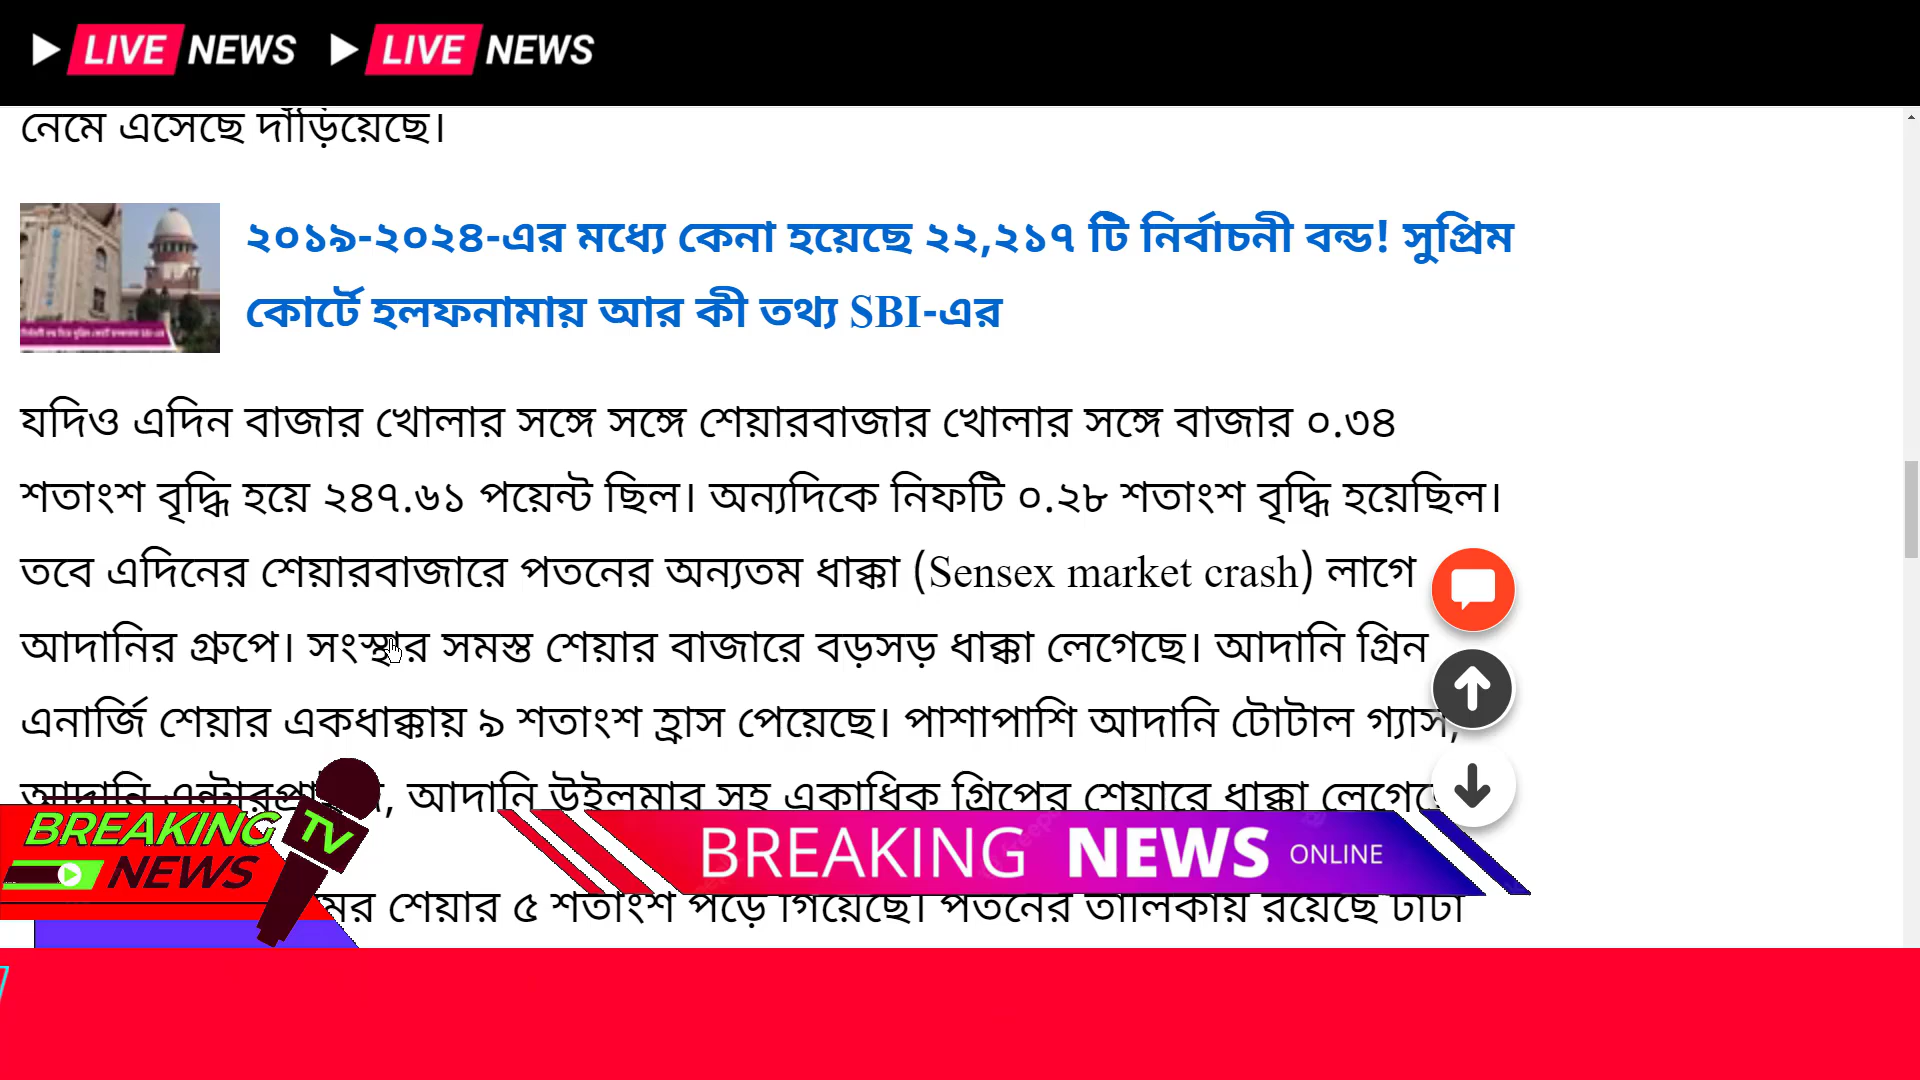 LIVE NEWS LIVE NEWS
নেমে এসেছে দাঁড়িয়েছে।
২০১৯-২০২৪-এর মধ্যে কেনা হয়েছে ২২,২১৭ টি নির্বাচনী বন্ড! সুপ্রিম
কোর্টে হলফনামায় আর কী তথ্য SBI-এর
যদিও এদিন বাজার খোলার সঙ্গে সঙ্গে শেয়ারবাজার খোলার সঙ্গে বাজার ০.৩৪
শতাংশ বৃদ্ধি হয়ে ২৪৭.৬১ পয়েন্ট ছিল। অন্যদিকে নিফটি ০.২৮ শতাংশ বৃদ্ধি হয়েছিল।
তবে এদিনের শেয়ারবাজারে পতনের অন্যতম ধাক্কা (Sensex market crash) লাগে
আদানির গ্রুপে। সংস্থার সমস্ত শেয়ার বাজারে বড়সড় ধাক্কা লেগেছে। আদানি গ্রিন
এনার্জি শেয়ার একধাক্কায় ৯ শতাংশ হ্রাস পেয়েছে। পাশাপাশি আদানি টোটাল গ্যাস,
আদানি উইলমার সহ একাধিক গ্রিপের শেয়ারে ধাক্কা
BREAKING TV
NEWS
BREAKING NEWS ONLINE
শেয়ার ৫ শতাংশ পড়ে গিয়েছে। পতনের তালিকায় রয়েছে টাটা